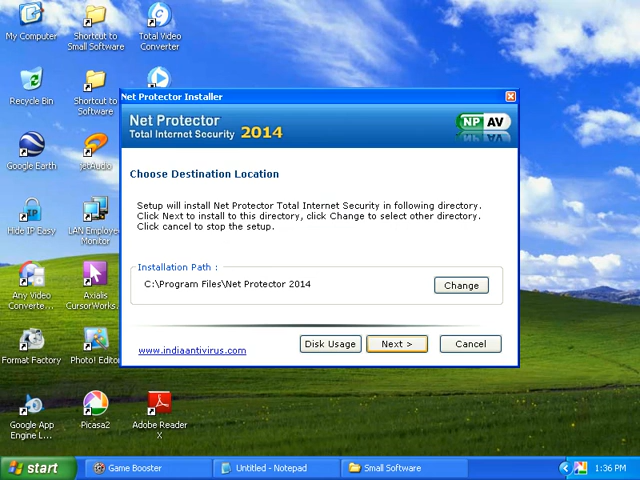 My Computer
Shortcut to
Small Software
Total Video
Converter
Recycle Bin
Shortcut to
Software
Net Protector Installer
Net Protector
Total Internet Security 2014
NP AV
Google Earth
Choose Destination Location
Setup will install Net Protector Total Internet Security in following directory.
Click Next to install to this directory, click Change to select other directory.
Click cancel to stop the setup.
Hide IP Easy
LAN Employee
Monitor
Installation Path :
C:\Program Files\Net Protector 2014
Change
Any Video
Converte...
Axialis
CursorWorks...
www.indiaantivirus.com
Disk Usage
Next >
Cancel
Format Factory
Photo! Editor
Google App
Engine L...
Picasa2
Adobe Reader
X
start
Game Booster
Untitled - Notepad
Small Software
1:36 PM